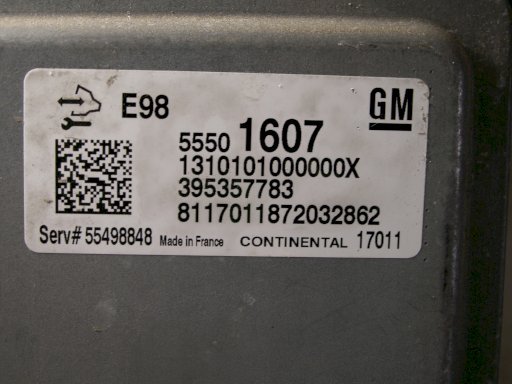 E98 GM
5550 1607
1310101000000X
395357783
8117011872032862
Serv# 55498848 Made in France CONTINENTAL 17011